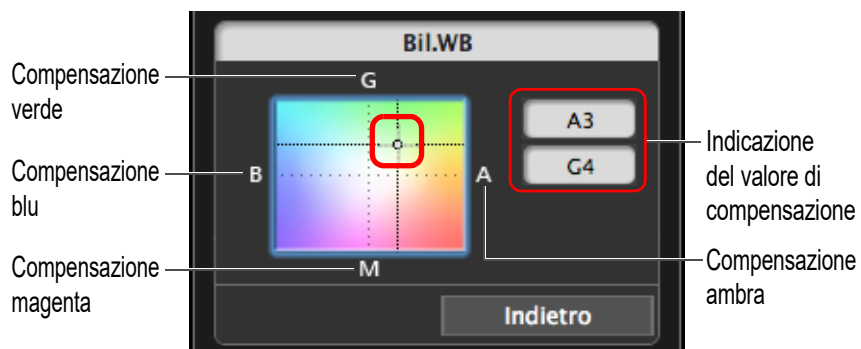 Bil.WB
Compensazione
verde
G
A3
G4
Indicazione
del valore di
compensazione
Compensazione
blu
B
A
Compensazione
magenta
M
Compensazione
ambra
Indietro